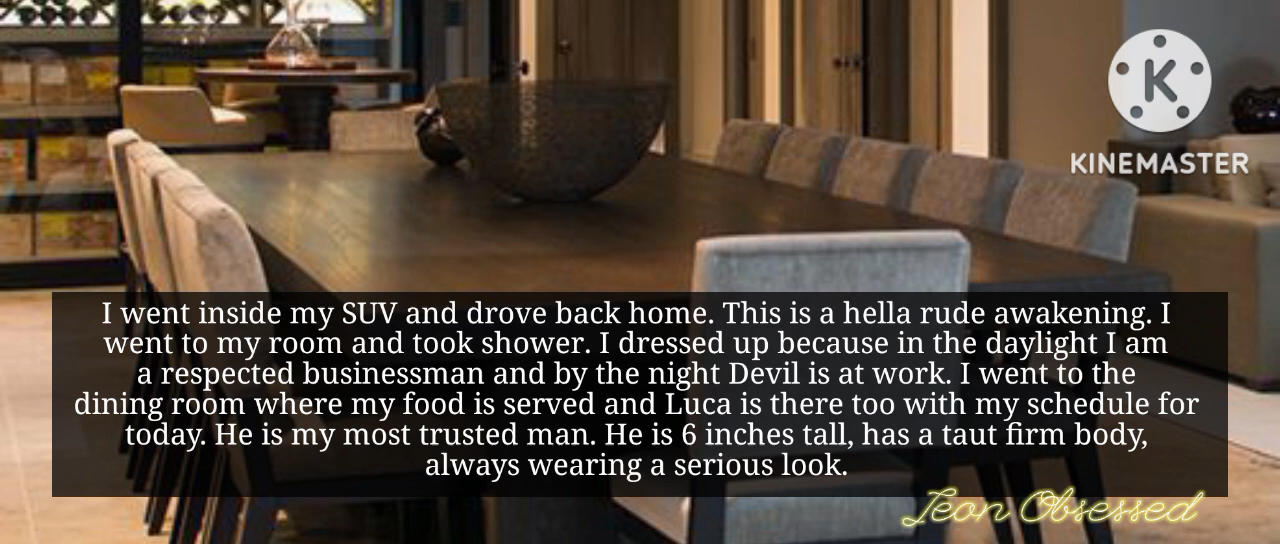 K
KINEMASTER
I went inside my SUV and drove back home. This is a hella rude awakening. I
went to my room and took shower. I dressed up because in the daylight I am
a respected businessman and by the night Devil is at work. I went to the
dining room where my food is served and Luca is there too with my schedule for
today. He is my most trusted man. He is 6 inches tall, has a taut firm body,
always wearing a serious look.
Leon Obsessed